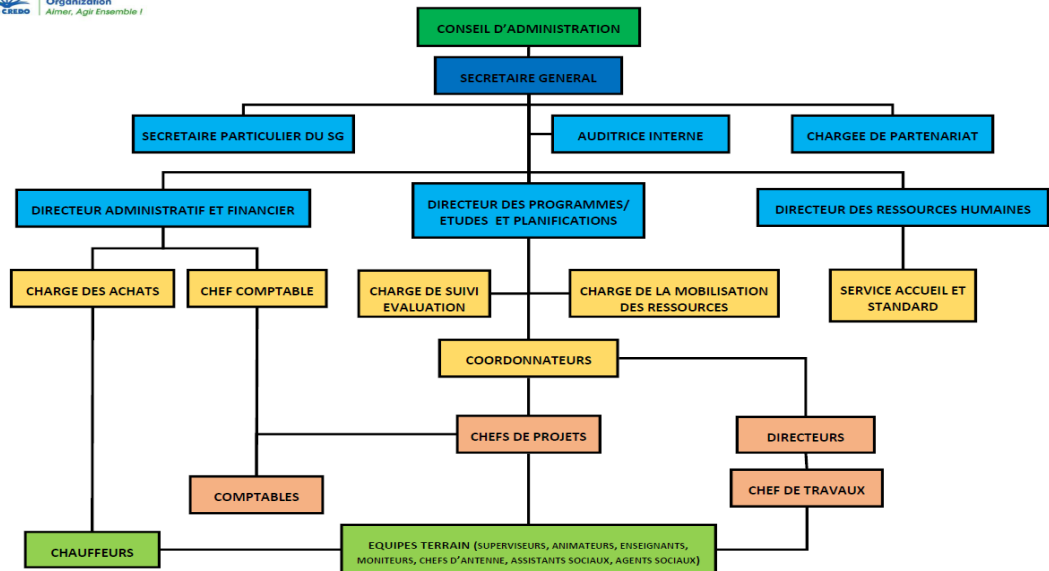 Organization
CREDO
Aimer, Agir Ensemble !
CONSEIL D’ADMINISTRATION
SECRETAIRE GENERAL
SECRETAIRE PARTICULIER DU SG
AUDITRICE INTERNE
CHARGEE DE PARTENARIAT
DIRECTEUR ADMINISTRATIF ET FINANCIER
DIRECTEUR DES PROGRAMMES/
ETUDES ET PLANIFICATIONS
DIRECTEUR DES RESSOURCES HUMAINES
CHARGE DES ACHATS
CHEF COMPTABLE
CHARGE DE SUIVI
EVALUATION
CHARGE DE LA MOBILISATION
DES RESSOURCES
SERVICE ACCUEIL ET
STANDARD
COORDONNATEURS
CHEFS DE PROJETS
DIRECTEURS
COMPTABLES
CHEF DE TRAVAUX
CHAUFFEURS
EQUIPES TERRAIN (SUPERVISEURS, ANIMATEURS, ENSEIGNANTS,
MONITEURS, CHEFS D’ANTENNE, ASSISTANTS SOCIAUX, AGENTS SOCIAUX)